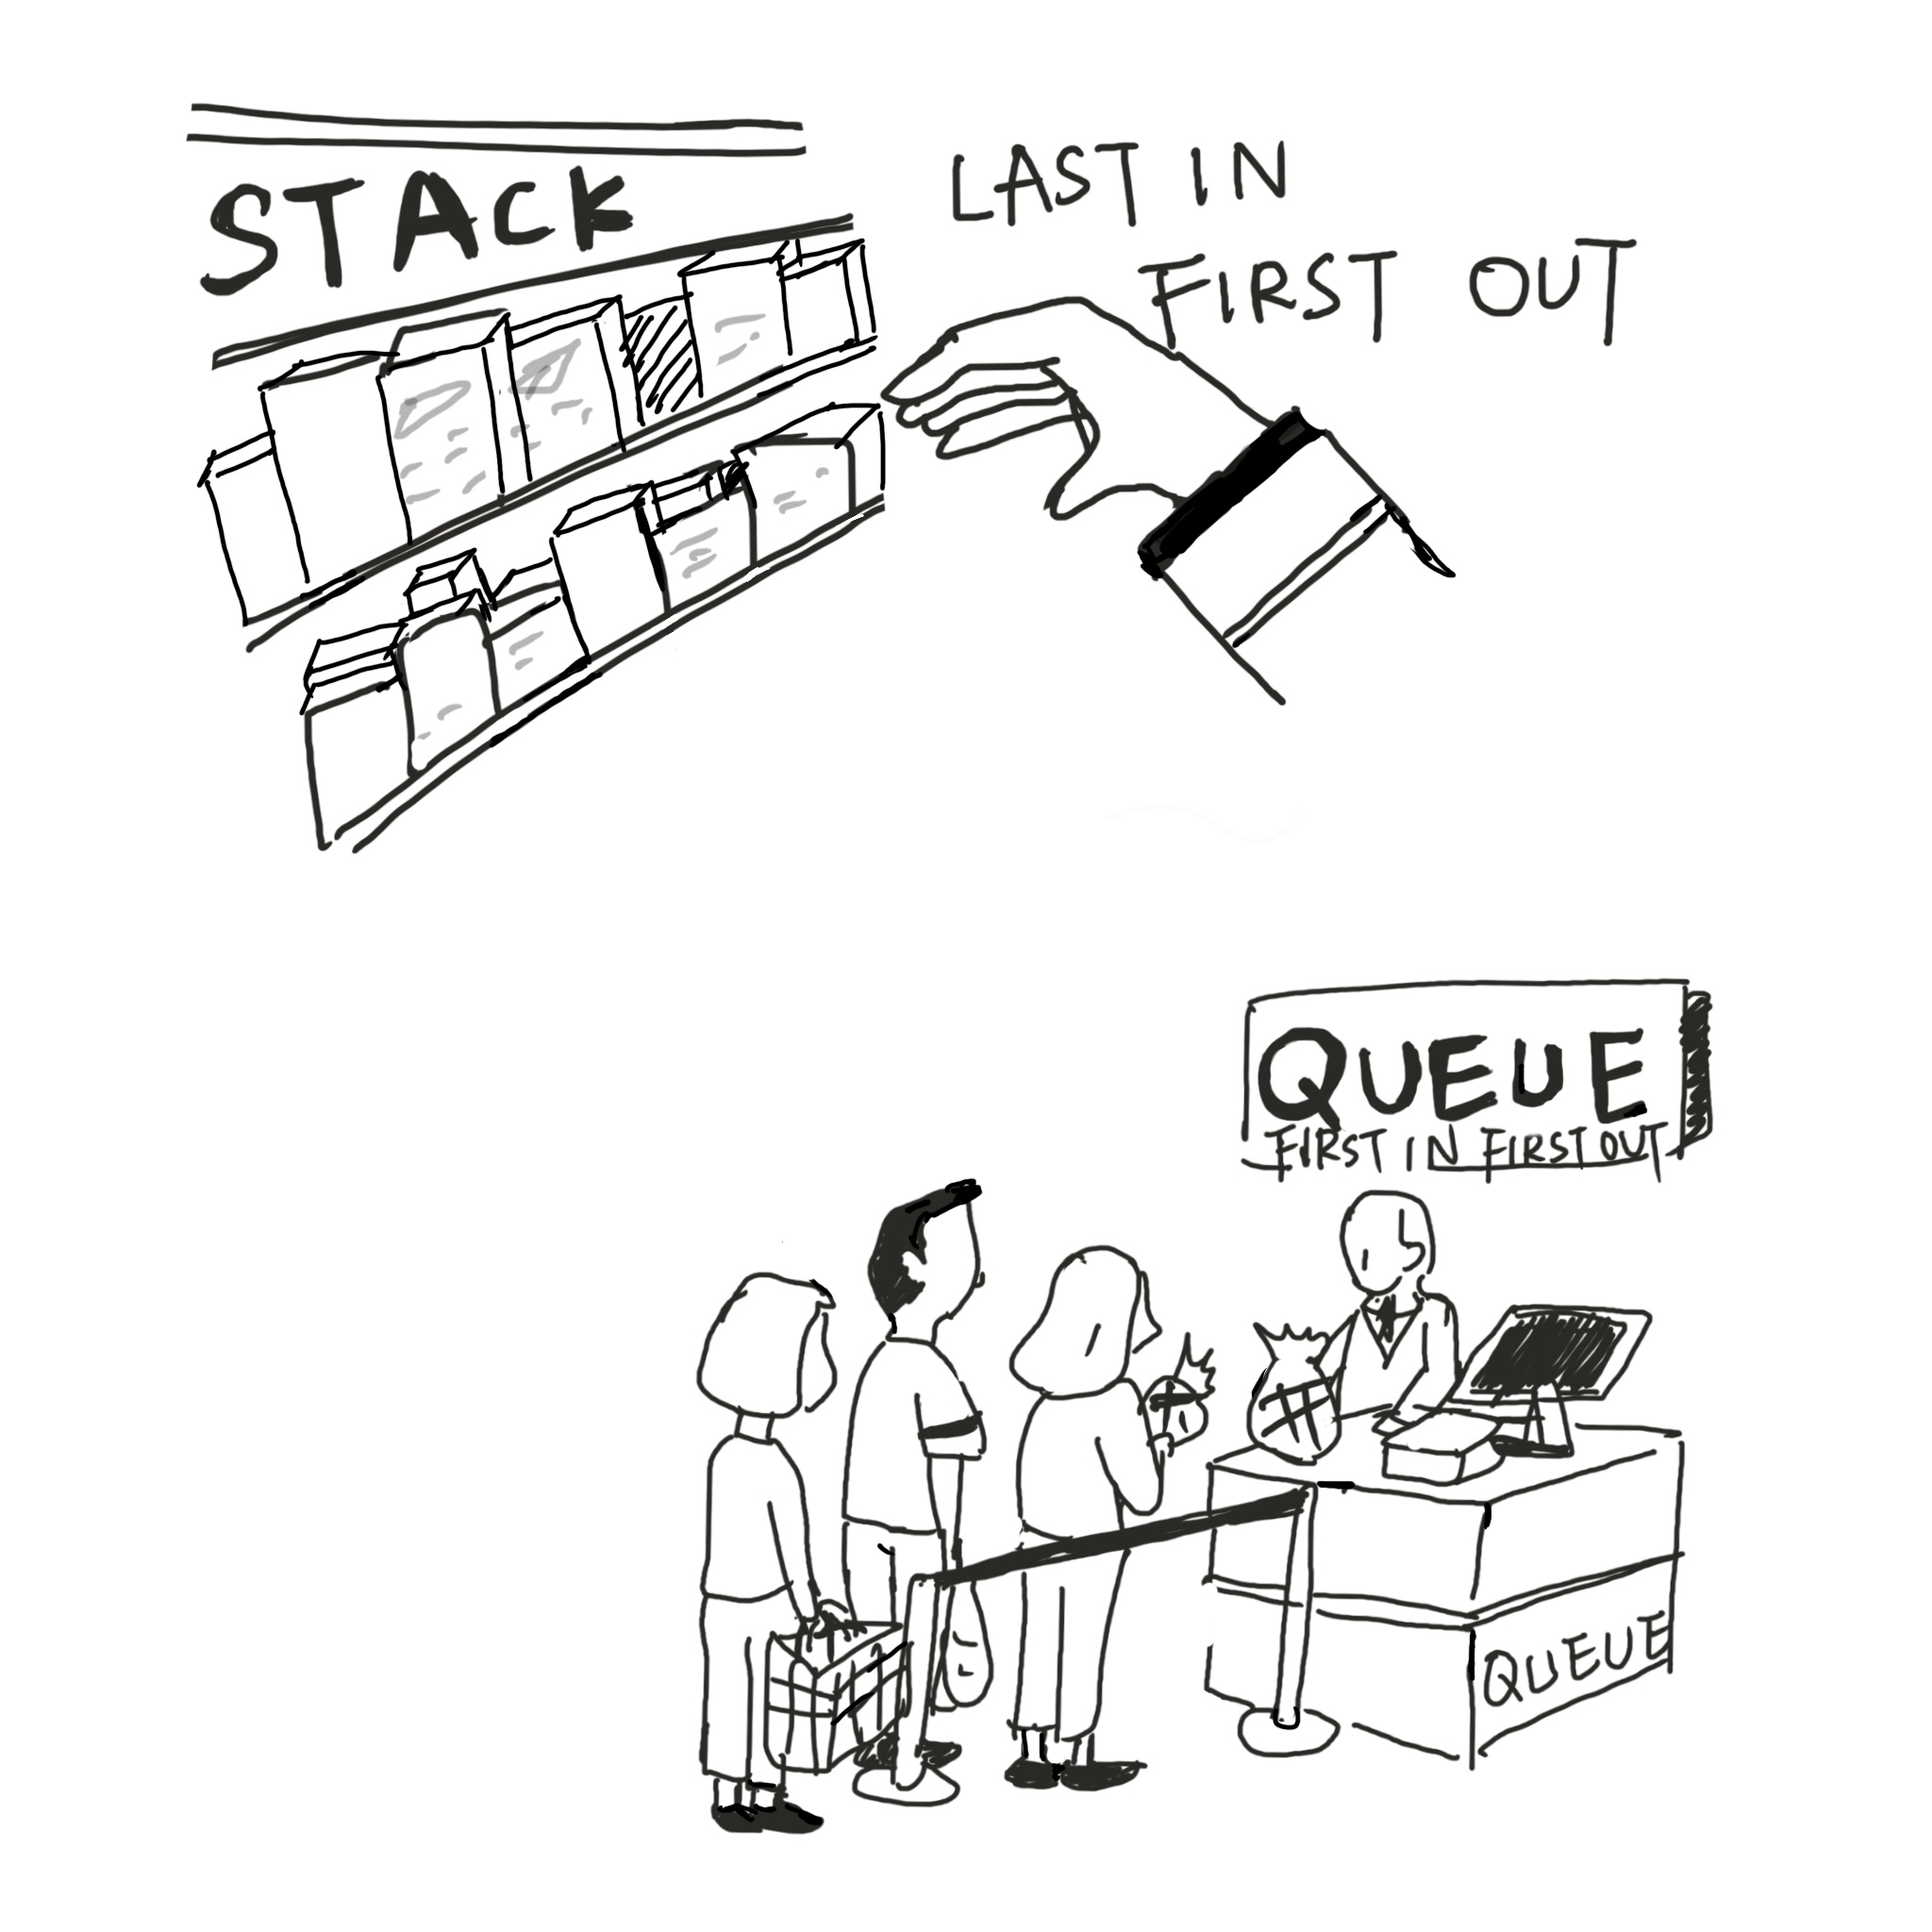 STACK
LAST IN
FIRST OUT
QUEUE
FIRST IN FIRST OUT
QUEUE